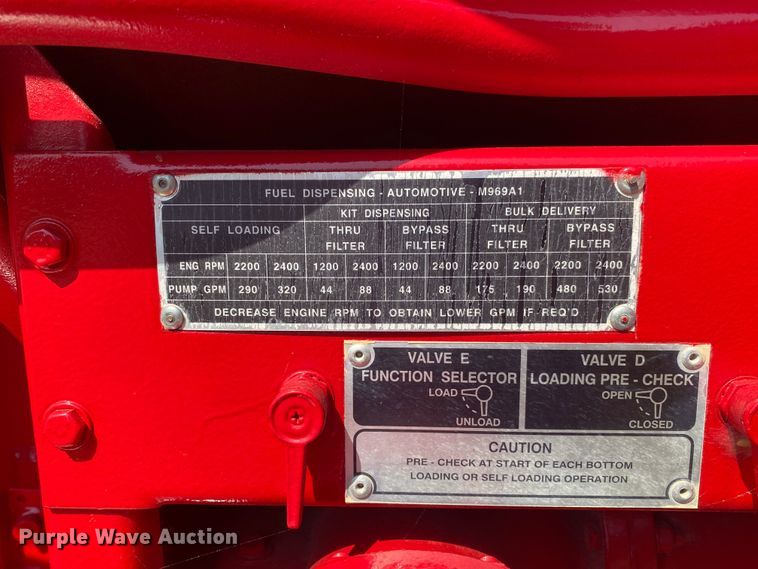 FUEL DISPENSING - AUTOMOTIVE - M969A1
KIT DISPENSING BULK DELIVERY
SELF LOADING THRU BYPASS THRU BYPASS
FILTER FILTER FILTER FILTER
ENG RPM 2200 2400 1200 2400 1200 2400 2200 2400 2200 2400
PUMP GPM 290 320 44 88 44 88 175 190 480 530
DECREASE ENGINE RPM TO OBTAIN LOWER GPM IF REQ'D
VALVE E VALVE D
FUNCTION SELECTOR LOADING PRE - CHECK
LOAD OPEN
UNLOAD CLOSED
CAUTION
PRE - CHECK AT START OF EACH BOTTOM
LOADING OR SELF LOADING OPERATION
Purple Wave Auction